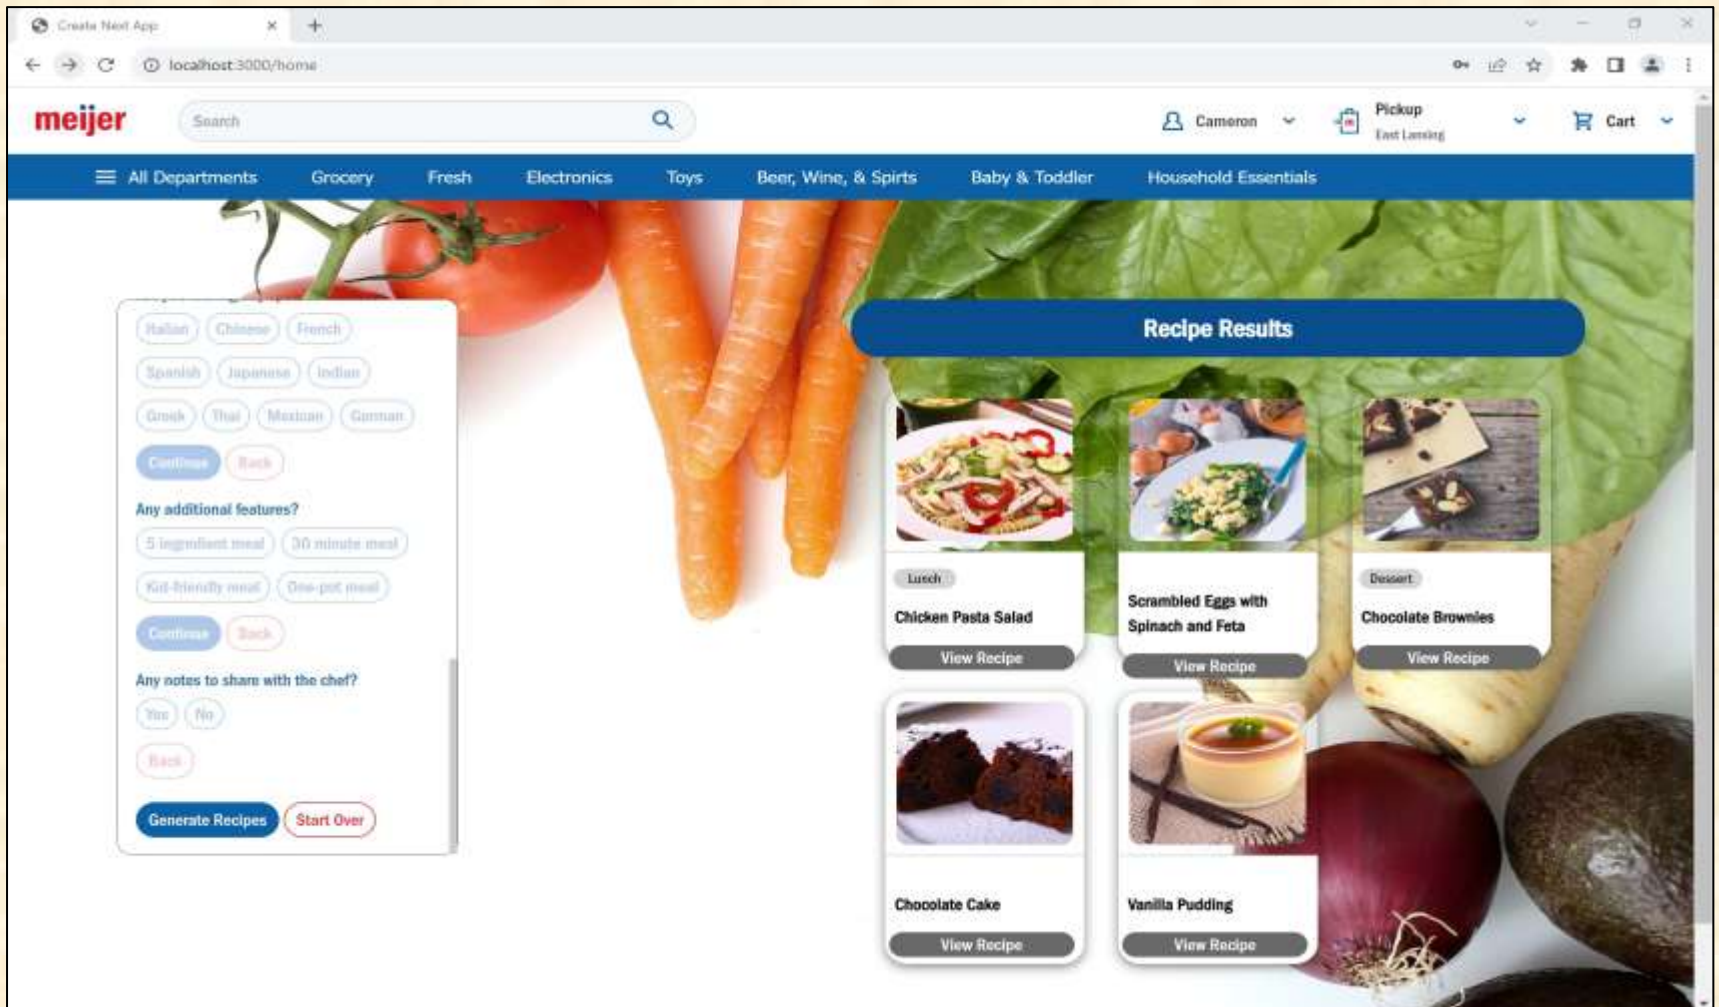 Create Next App
localhost:3000/home
meijer
Search
Cameron
Pickup
East Lansing
Cart
All Departments Grocery Fresh Electronics Toys Beer, Wine, & Spirts Baby & Toddler Household Essentials
Italian Chinese French
Spanish Japanese Indian
Greek Thai Mexican German
Continue Back
Any additional features?
5 ingredient meal 30 minute meal
Kid-friendly meal One-pot meal
Continue Back
Any notes to share with the chef?
Yes No
Back
Generate Recipes Start Over
Recipe Results
Lunch
Chicken Pasta Salad
View Recipe
Scrambled Eggs with
Spinach and Feta
View Recipe
Dessert
Chocolate Brownies
View Recipe
Chocolate Cake
View Recipe
Vanilla Pudding
View Recipe